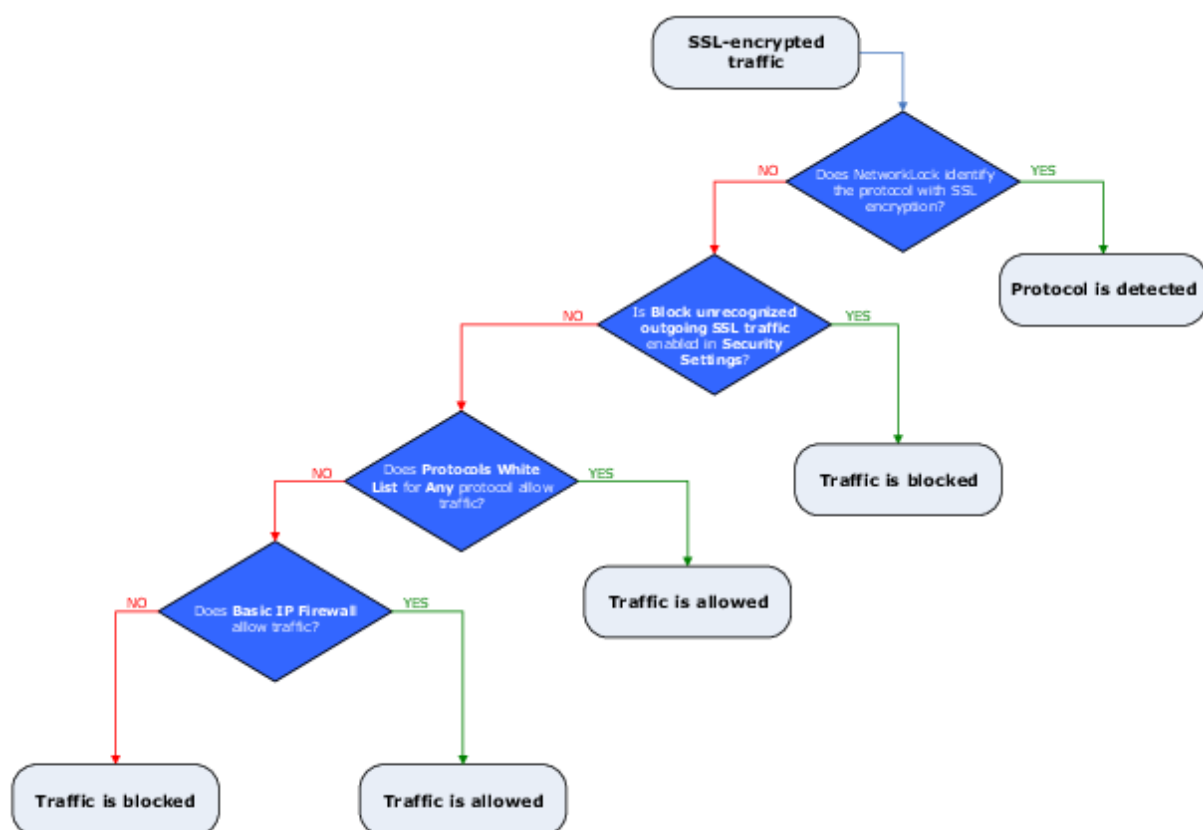 SSL-encrypted
traffic
Does NetworkLock identify
the protocol with SSL
encryption?
NO
YES
Protocol is detected
Is Block unrecognized
outgoing SSL traffic
enabled in Security
Settings?
NO
YES
Traffic is blocked
Does Protocols White
List for Any protocol allow
traffic?
NO
YES
Traffic is allowed
Does Basic IP Firewall
allow traffic?
NO
YES
Traffic is blocked
Traffic is allowed